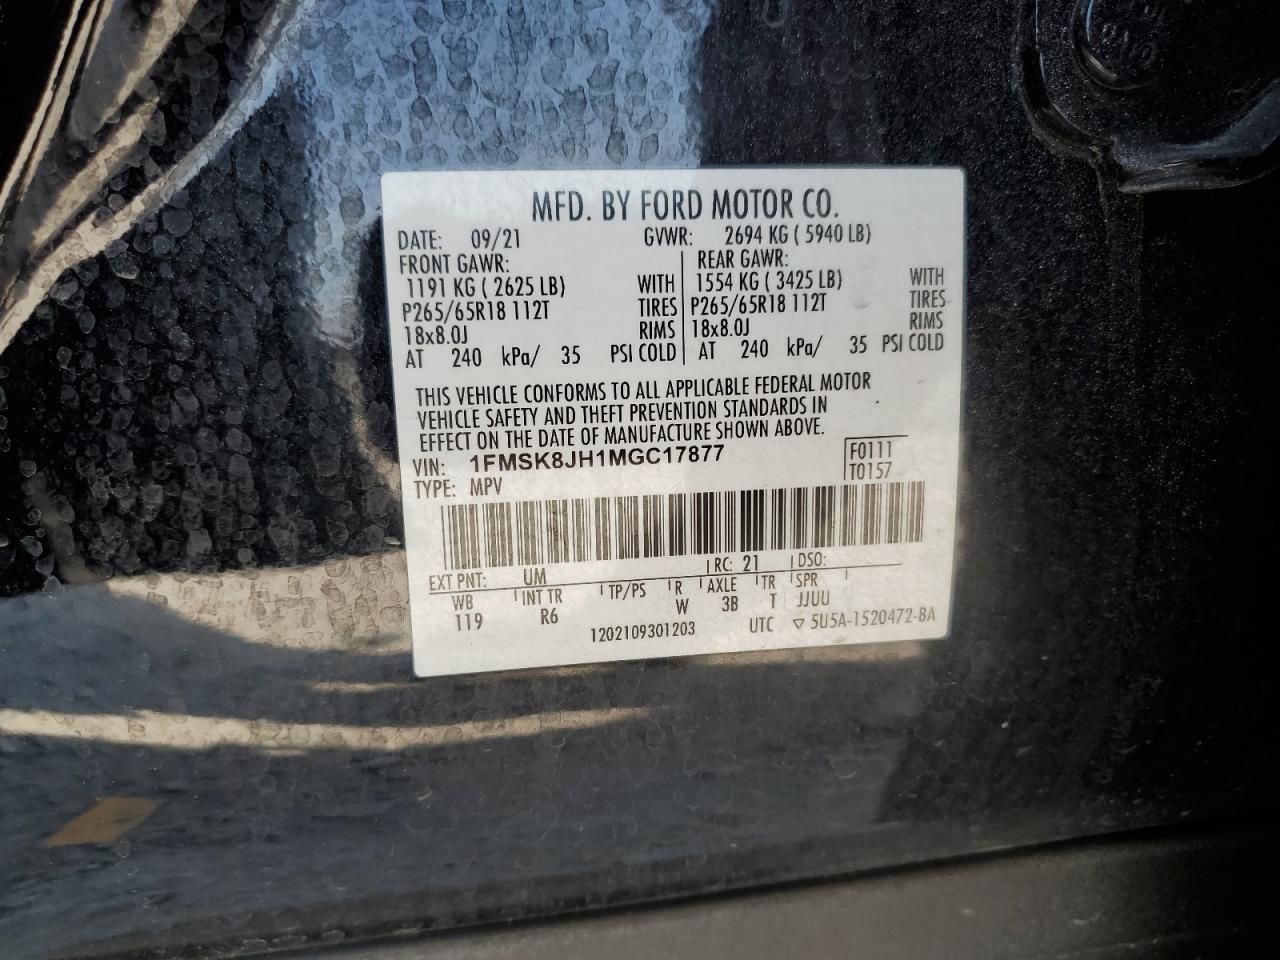 MFD. BY FORD MOTOR CO.
DATE: 09/21 GVWR: 2694 KG ( 5940 LB)
FRONT GAWR: REAR GAWR:
1191 KG ( 2625 LB) WITH 1554 KG ( 3425 LB) WITH
P265/65R18 112T TIRES P265/65R18 112T TIRES
18x8.0J RIMS 18x8.0J RIMS
AT 240 kPa/ 35 PSI COLD AT 240 kPa/ 35 PSI COLD
THIS VEHICLE CONFORMS TO ALL APPLICABLE FEDERAL MOTOR
VEHICLE SAFETY AND THEFT PREVENTION STANDARDS IN
EFFECT ON THE DATE OF MANUFACTURE SHOWN ABOVE.
VIN: 1FMSK8JH1MGC17877 F0111
TYPE: MPV T0157
EXT PNT: UM RC: 21 DSO:
WB INT TR TP/PS R AXLE TR SPR
119 R6 W 3B T JJUU
1202109301203 UTC ▽ 5U5A-1520472-BA